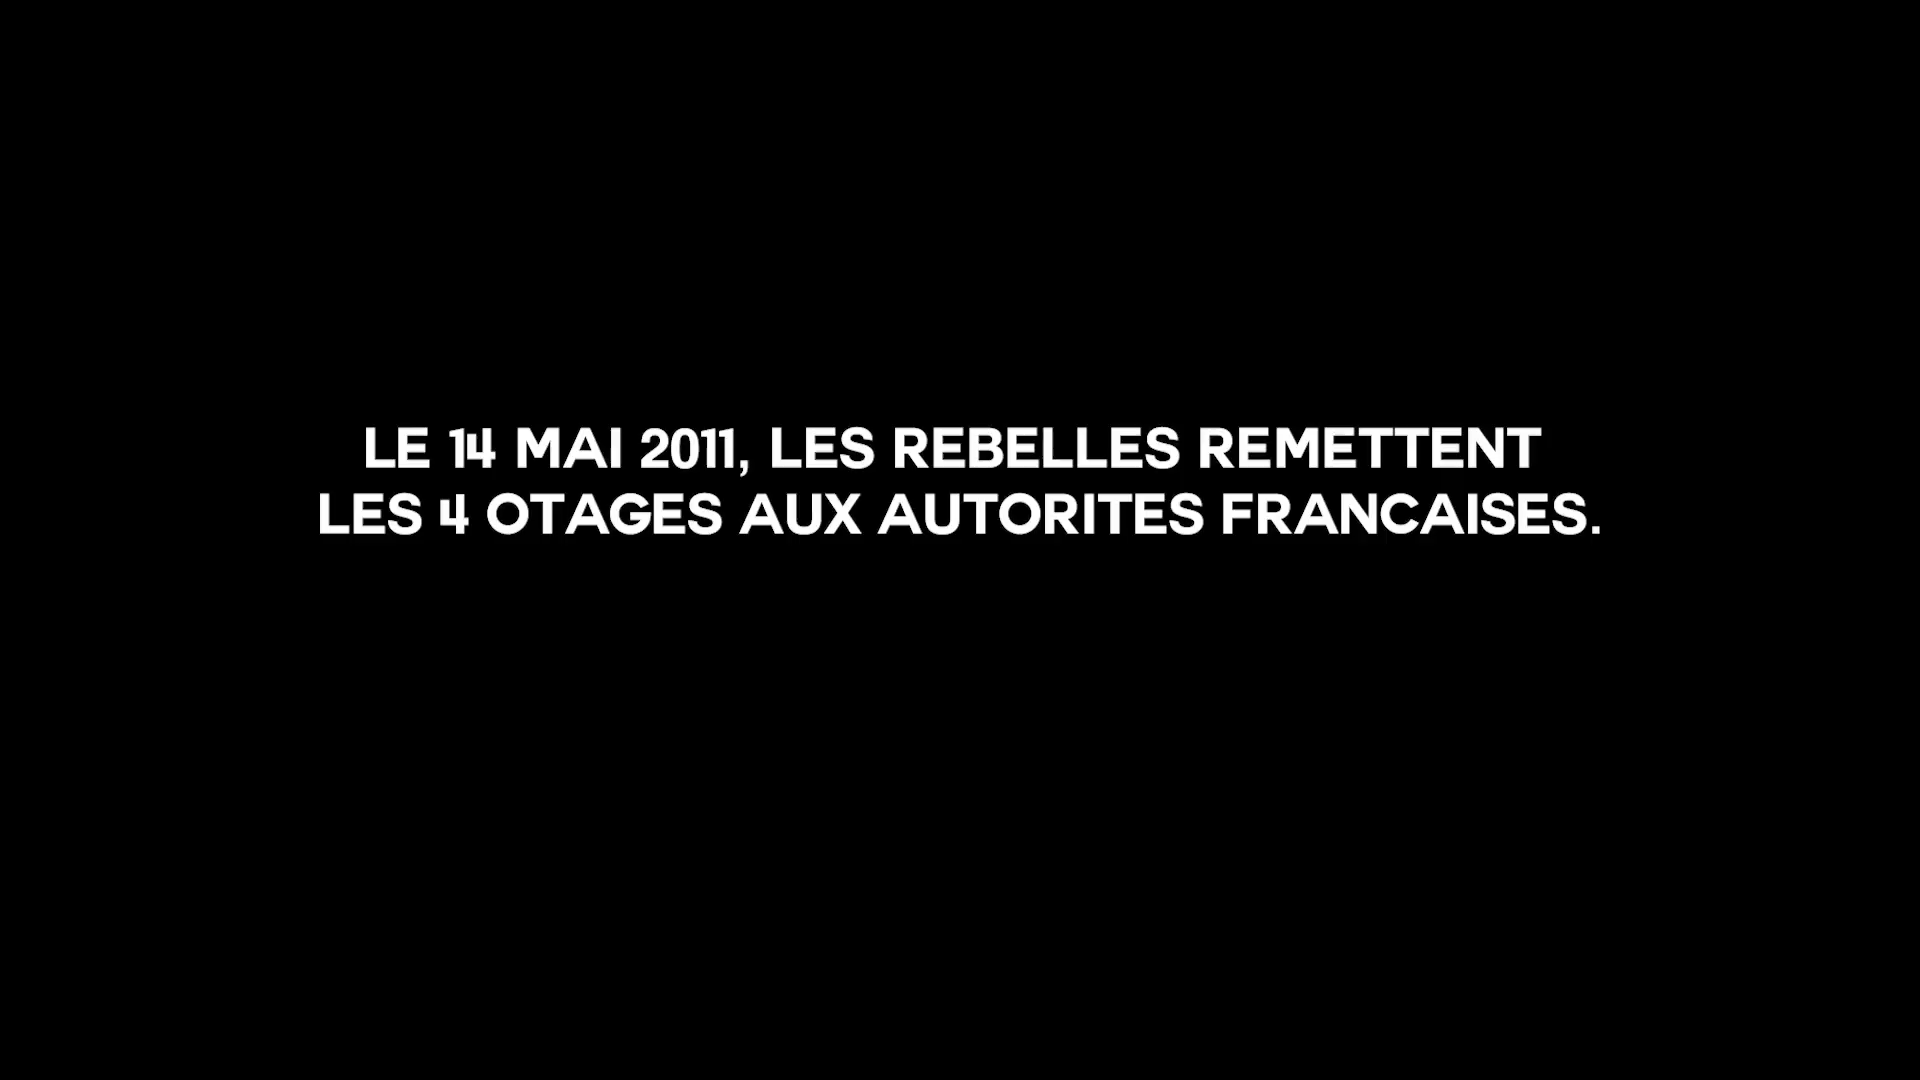 LE 14 MAI 2011, LES REBELLES REMETTENT
LES 4 OTAGES AUX AUTORITES FRANCAISES.